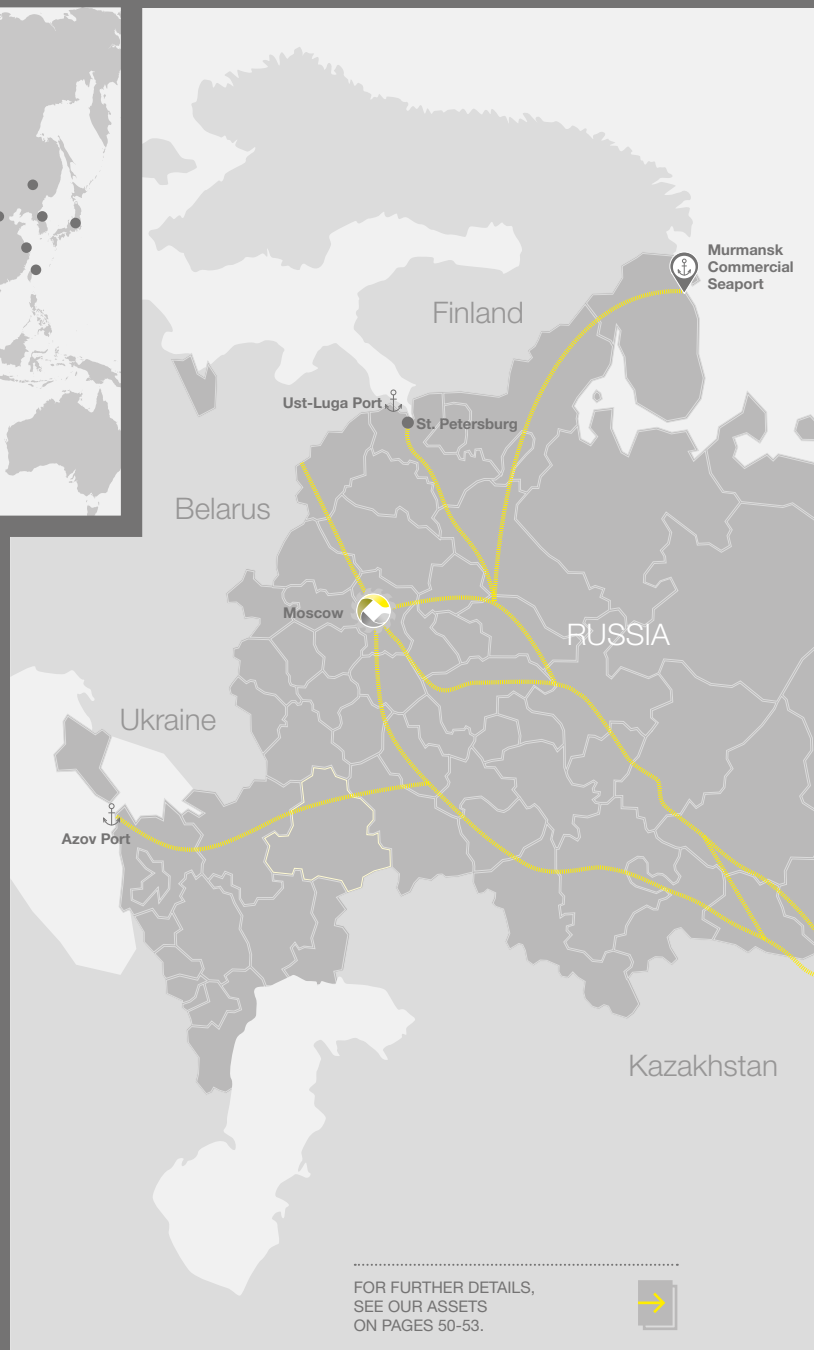 Murmansk
Commercial
Seaport
Finland
Ust-Luga Port
St. Petersburg
Belarus
Moscow
RUSSIA
Ukraine
Azov Port
Kazakhstan
FOR FURTHER DETAILS,
SEE OUR ASSETS
ON PAGES 50-53.